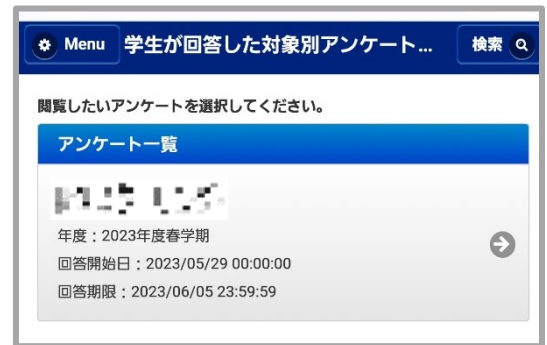 Menu 学生が回答した対象別アンケート... 検索
閲覧したいアンケートを選択してください。
アンケート一覧
年度：2023年度春学期
回答開始日：2023/05/29 00:00:00
回答期限：2023/06/05 23:59:59